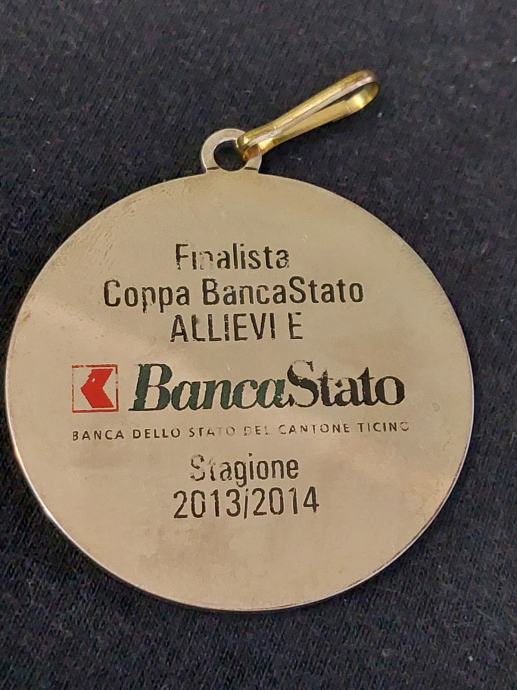 Finalista
Coppa BancaStato
ALLIEVI E
BancaStato
BANCA DELLO STATO DEL CANTONE TICINO
Stagione
2013/2014